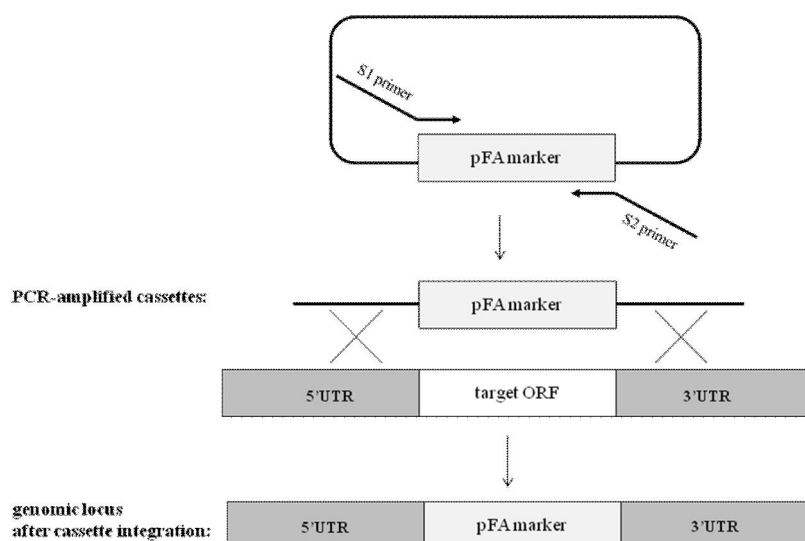 S1 primer
pFA marker
S2 primer
PCR-amplified cassettes:
pFA marker
5'UTR
target ORF
3'UTR
genomic locus
after cassette integration:
5'UTR
pFA marker
3'UTR